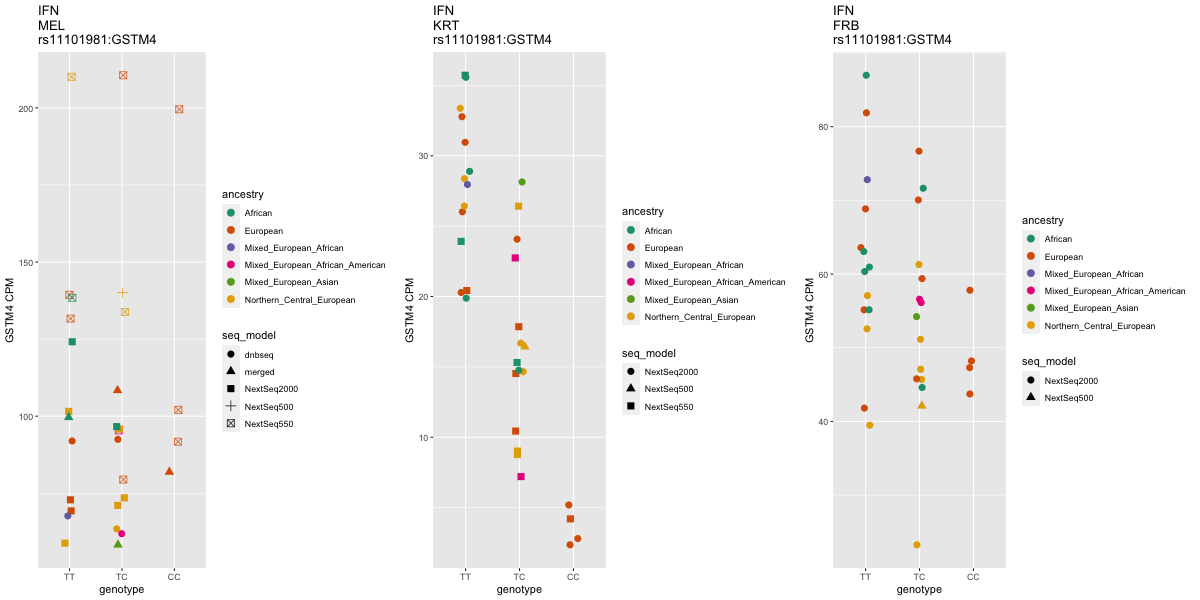 IFN
MEL
rs11101981:GSTM4
200
150
100
GSTM4 CPM
TT
TC
CC
genotype
ancestry
African
European
Mixed_European_African
Mixed_European_African_American
Mixed_European_Asian
Northern_Central_European
seq_model
dnbseq
merged
NextSeq2000
NextSeq500
NextSeq550
IFN
KRT
rs11101981:GSTM4
30
20
10
GSTM4 CPM
TT
TC
CC
genotype
ancestry
African
European
Mixed_European_African
Mixed_European_African_American
Mixed_European_Asian
Northern_Central_European
seq_model
NextSeq2000
NextSeq500
NextSeq550
IFN
FRB
rs11101981:GSTM4
80
60
40
GSTM4 CPM
TT
TC
CC
genotype
ancestry
African
European
Mixed_European_African
Mixed_European_African_American
Mixed_European_Asian
Northern_Central_European
seq_model
NextSeq2000
NextSeq500